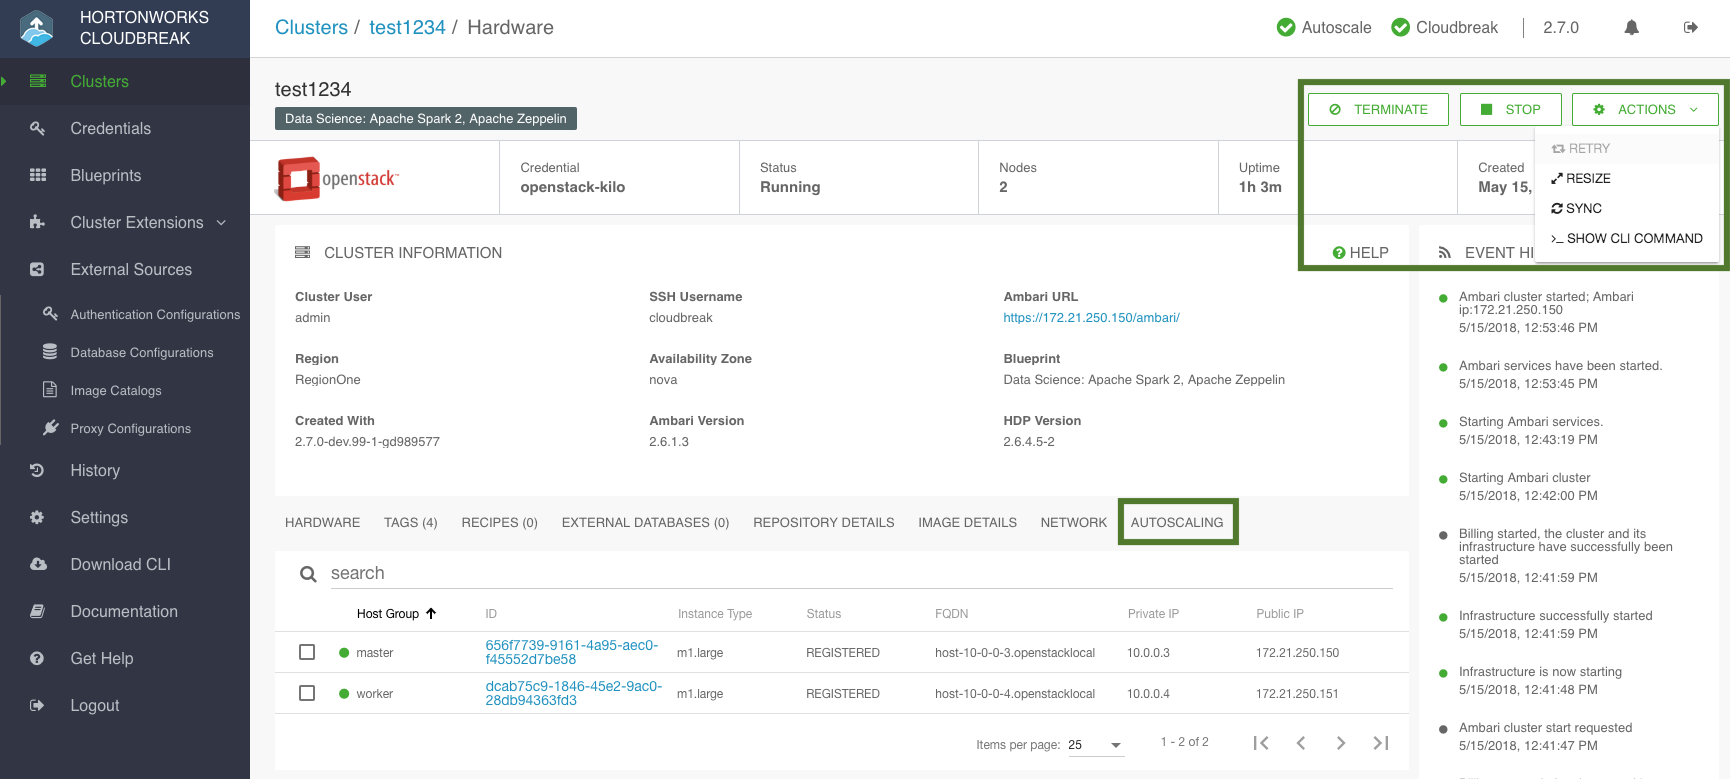 HORTONWORKS
CLOUDBREAK
Clusters
Credentials
Blueprints
Cluster Extensions
External Sources
Authentication Configurations
Database Configurations
Image Catalogs
Proxy Configurations
History
Settings
Download CLI
Documentation
Get Help
Logout
Clusters / test1234 / Hardware
Autoscale Cloudbreak 2.7.0
test1234
Data Science: Apache Spark 2, Apache Zeppelin
TERMINATE STOP ACTIONS
RETRY
RESIZE
SYNC
SHOW CLI COMMAND
openstack™
Credential
openstack-kilo
Status
Running
Nodes
2
Uptime
1h 3m
Created
May 15,
CLUSTER INFORMATION
HELP
Cluster User
admin
SSH Username
cloudbreak
Ambari URL
https://172.21.250.150/ambari/
Region
RegionOne
Availability Zone
nova
Blueprint
Data Science: Apache Spark 2, Apache Zeppelin
Created With
2.7.0-dev.99-1-gd989577
Ambari Version
2.6.1.3
HDP Version
2.6.4.5-2
HARDWARE TAGS (4) RECIPES (0) EXTERNAL DATABASES (0) REPOSITORY DETAILS IMAGE DETAILS NETWORK AUTOSCALING
search
Host Group ID Instance Type Status FQDN Private IP Public IP
master 656f7739-9161-4a95-aec0-
f45552d7be58 m1.large REGISTERED host-10-0-0-3.openstacklocal 10.0.0.3 172.21.250.150
worker dcab75c9-1846-45e2-9ac0-
28db94363fd3 m1.large REGISTERED host-10-0-0-4.openstacklocal 10.0.0.4 172.21.250.151
Items per page: 25 1 - 2 of 2
EVENT HI
Ambari cluster started; Ambari
ip:172.21.250.150
5/15/2018, 12:53:46 PM
Ambari services have been started.
5/15/2018, 12:53:45 PM
Starting Ambari services.
5/15/2018, 12:43:19 PM
Starting Ambari cluster
5/15/2018, 12:42:00 PM
Billing started, the cluster and its
infrastructure have successfully been
started
5/15/2018, 12:41:59 PM
Infrastructure successfully started
5/15/2018, 12:41:59 PM
Infrastructure is now starting
5/15/2018, 12:41:48 PM
Ambari cluster start requested
5/15/2018, 12:41:47 PM